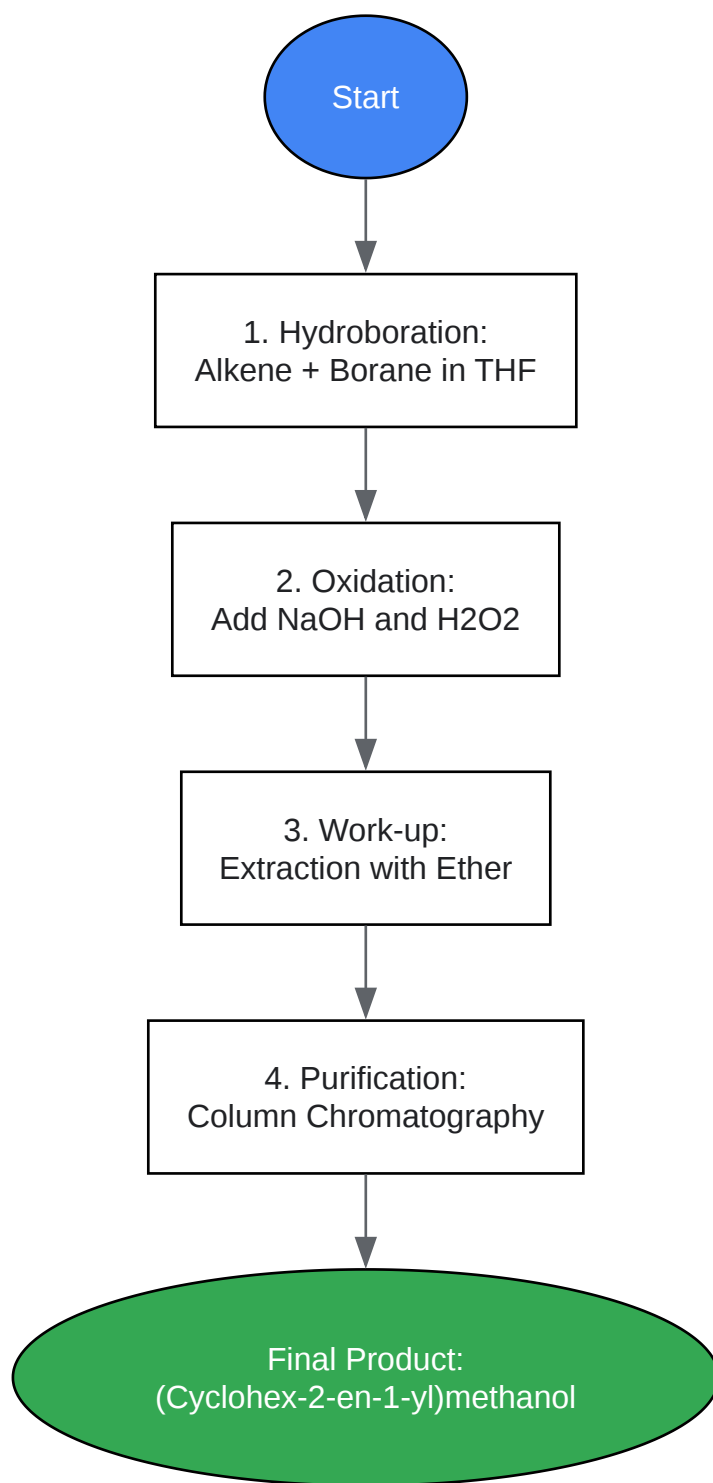 Start
1. Hydroboration:
Alkene + Borane in THF
2. Oxidation:
Add NaOH and H2O2
3. Work-up:
Extraction with Ether
4. Purification:
Column Chromatography
Final Product:
(Cyclohex-2-en-1-yl)methanol